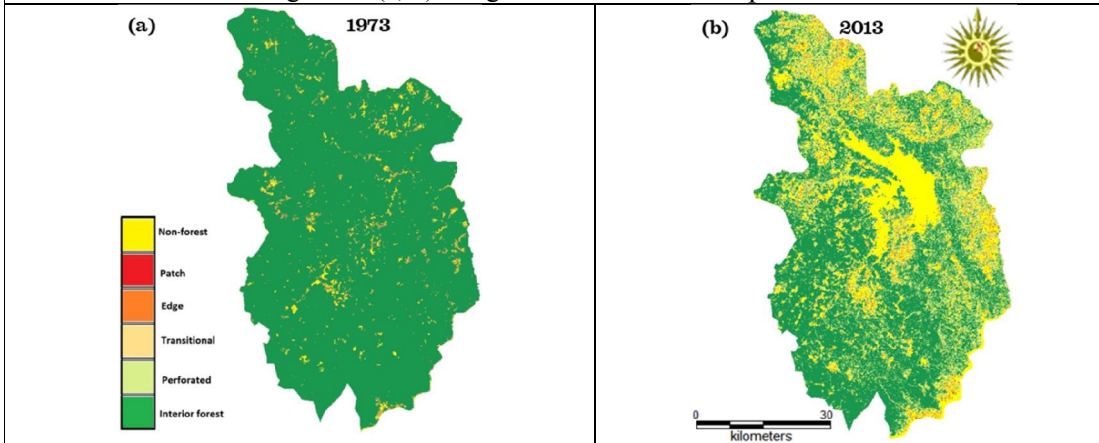 (a) 1973
(b) 2013
Non-forest
Patch
Edge
Transitional
Perforated
Interior forest
0 30
kilometers